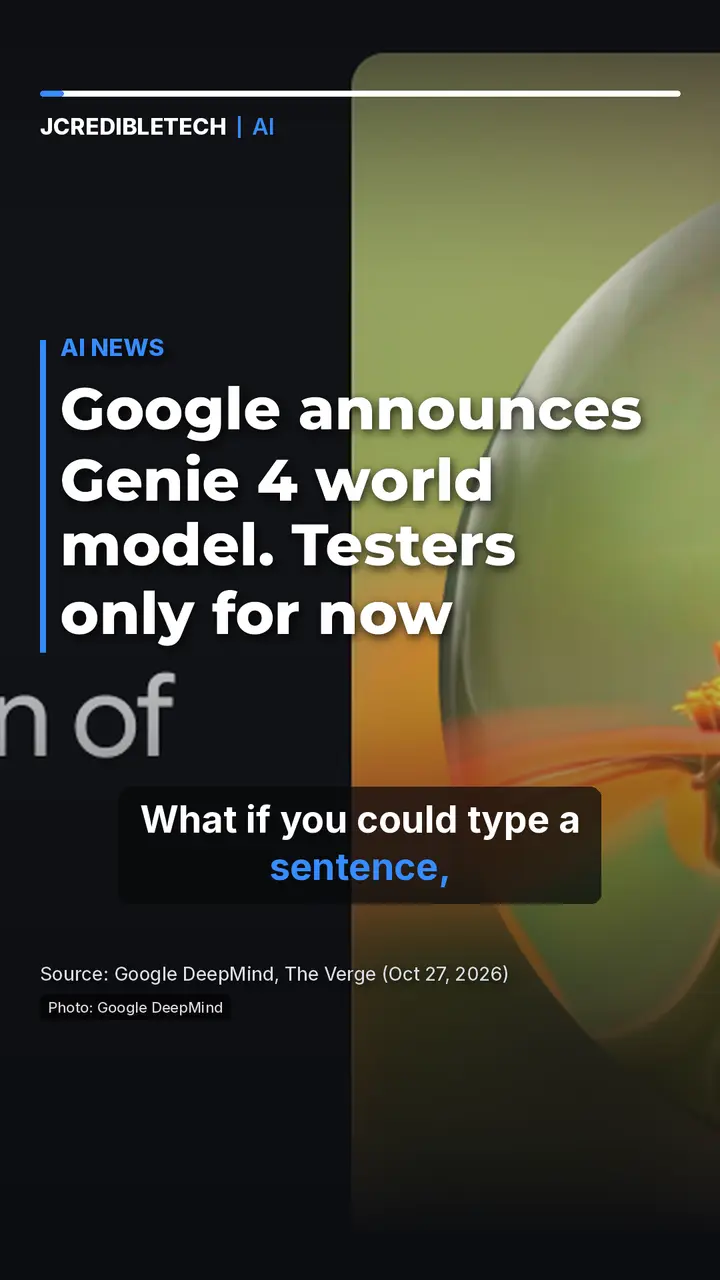 JCREDIBLETECH | AI
AI NEWS
Google announces
Genie 4 world
model. Testers
only for now
n of
What if you could type a
sentence,
Source: Google DeepMind, The Verge (Oct 27, 2026)
Photo: Google DeepMind